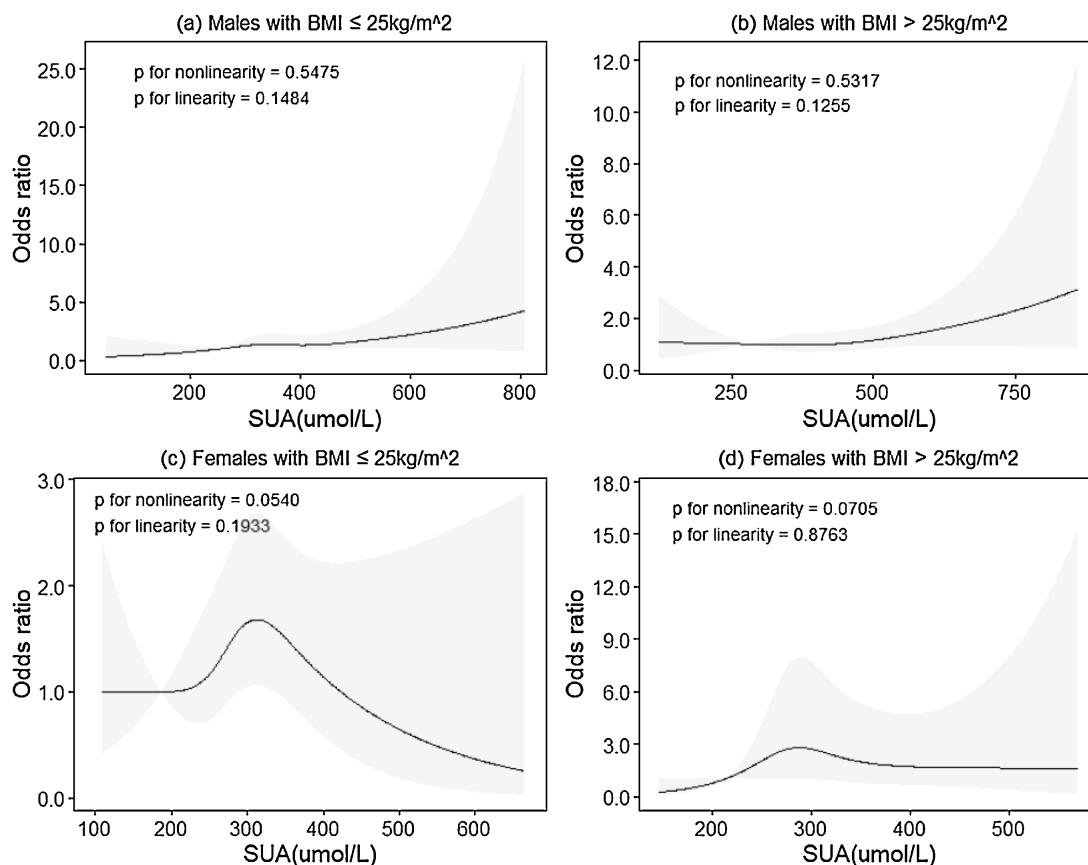 (a) Males with BMI ≤ 25kg/m^2
p for nonlinearity = 0.5475
p for linearity = 0.1484
Odds ratio
25.0
20.0
15.0
10.0
5.0
0.0
200
400
600
800
SUA(umol/L)
(b) Males with BMI > 25kg/m^2
p for nonlinearity = 0.5317
p for linearity = 0.1255
Odds ratio
12.0
10.0
8.0
6.0
4.0
2.0
0.0
250
500
750
SUA(umol/L)
(c) Females with BMI ≤ 25kg/m^2
p for nonlinearity = 0.0540
p for linearity = 0.1933
Odds ratio
3.0
2.0
1.0
0.0
100
200
300
400
500
600
SUA(umol/L)
(d) Females with BMI > 25kg/m^2
p for nonlinearity = 0.0705
p for linearity = 0.8763
Odds ratio
18.0
15.0
12.0
9.0
6.0
3.0
0.0
200
300
400
500
SUA(umol/L)